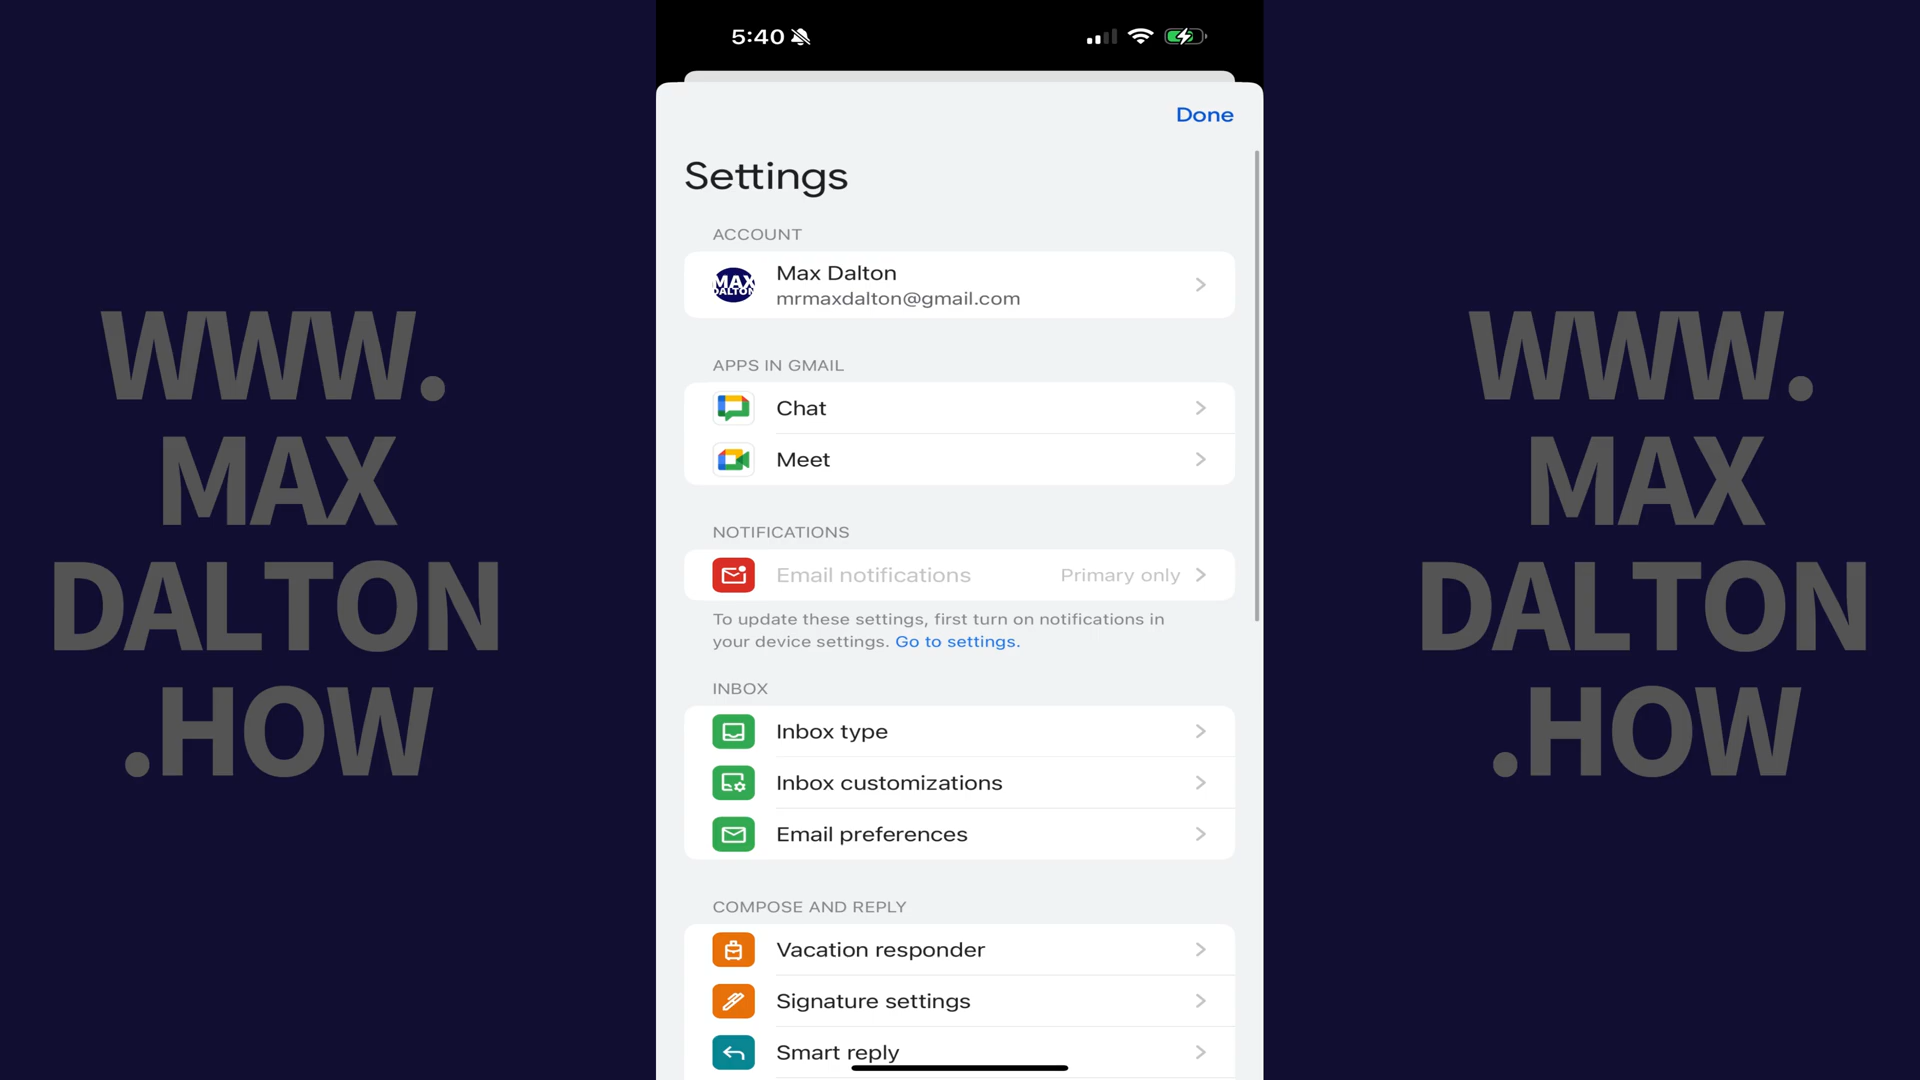 WWW.
MAX
DALTON
.HOW
5:40
Done
Settings
ACCOUNT
MAX
DALTON
Max Dalton
mrmaxdalton@gmail.com
APPS IN GMAIL
Chat
Meet
NOTIFICATIONS
Email notifications Primary only
To update these settings, first turn on notifications in
your device settings. Go to settings.
INBOX
Inbox type
Inbox customizations
Email preferences
COMPOSE AND REPLY
Vacation responder
Signature settings
Smart reply
WWW.
MAX
DALTON
.HOW